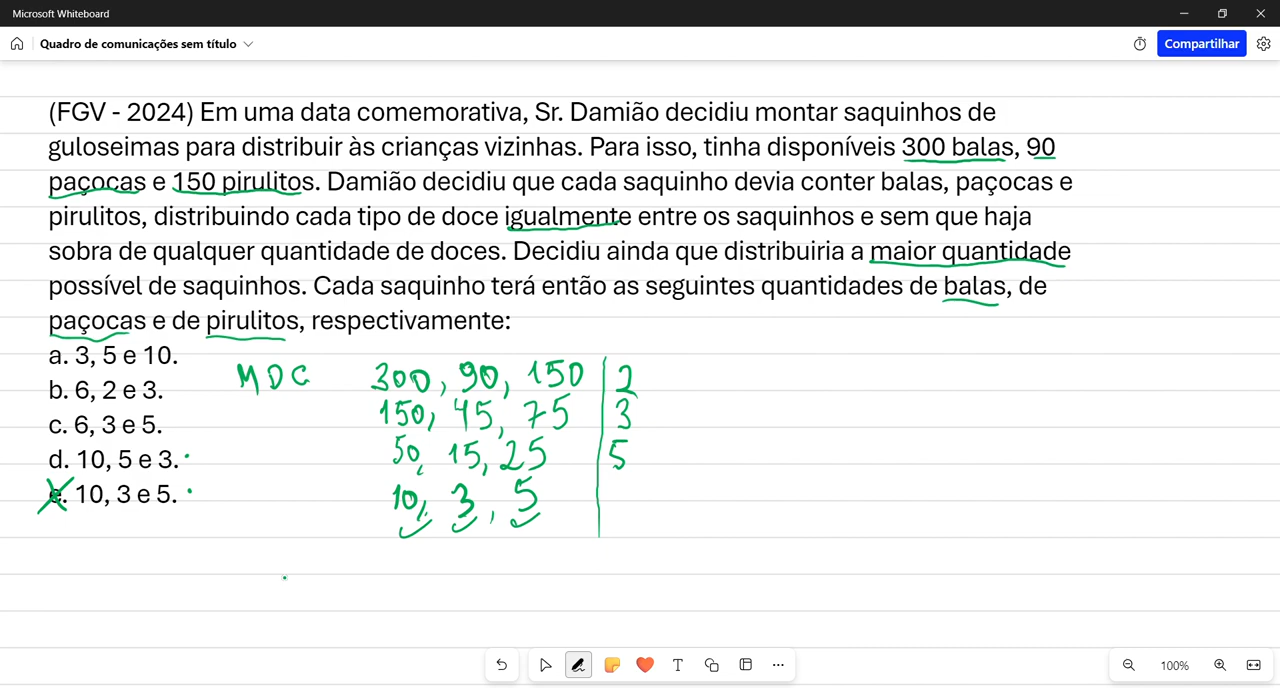 Microsoft Whiteboard
Quadro de comunicações sem título
Compartilhar
(FGV - 2024) Em uma data comemorativa, Sr. Damião decidiu montar saquinhos de
guloseimas para distribuir às crianças vizinhas. Para isso, tinha disponíveis 300 balas, 90
paçocas e 150 pirulitos. Damião decidiu que cada saquinho devia conter balas, paçocas e
pirulitos, distribuindo cada tipo de doce igualmente entre os saquinhos e sem que haja
sobra de qualquer quantidade de doces. Decidiu ainda que distribuiria a maior quantidade
possível de saquinhos. Cada saquinho terá então as seguintes quantidades de balas, de
paçocas e de pirulitos, respectivamente:
a. 3, 5 e 10.
b. 6, 2 e 3.
c. 6, 3 e 5.
d. 10, 5 e 3.
e. 10, 3 e 5.
MDC
300, 90, 150 | 2
150, 45, 75 | 3
50, 15, 25 | 5
10, 3, 5
100%